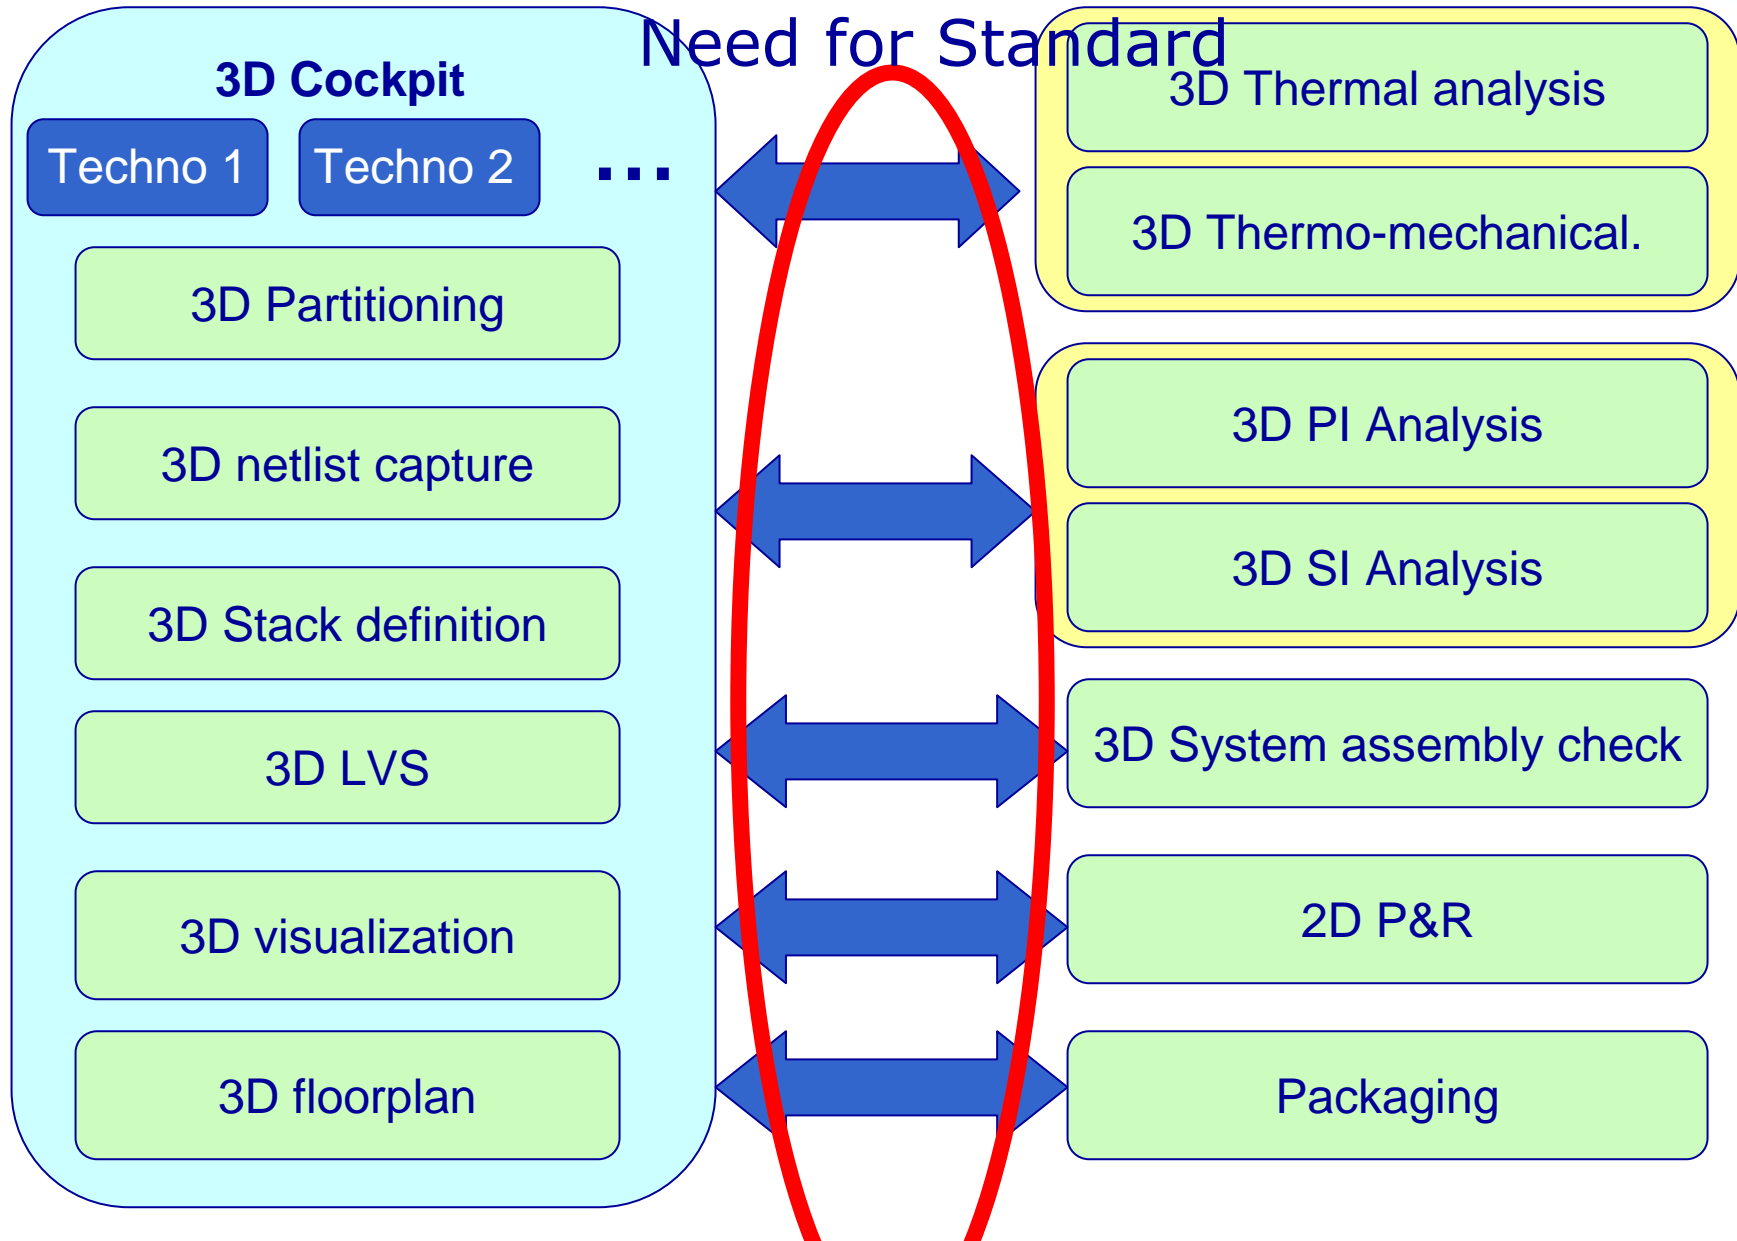 Need for Standard
3D Cockpit
Techno 1
Techno 2
...
3D Partitioning
3D netlist capture
3D Stack definition
3D LVS
3D visualization
3D floorplan
3D Thermal analysis
3D Thermo-mechanical.
3D PI Analysis
3D SI Analysis
3D System assembly check
2D P&R
Packaging